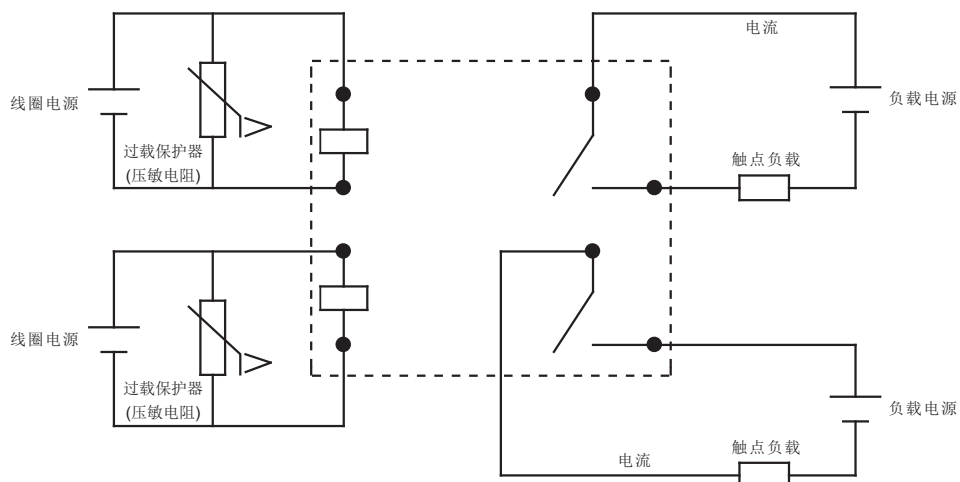 电流
线圈电源
负载电源
过载保护器
(压敏电阻)
触点负载
线圈电源
过载保护器
(压敏电阻)
负载电源
触点负载
电流